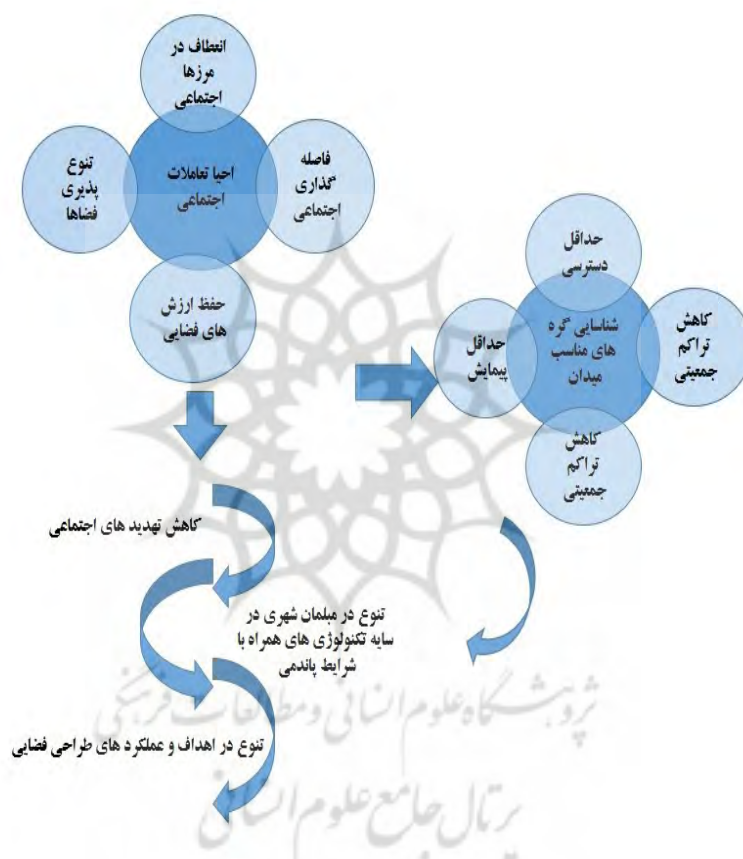 انعطاف در
مرزها
اجتماعی
احیا تعاملات
اجتماعی
فاصله
گذاری
اجتماعی
تنوع
پذیری
فضاها
حفظ ارزش
های فضایی
حداقل
دسترسی
شناسایی گره
های مناسب
میدان
کاهش
تراکم
جمعیتی
حداقل
پیمایش
کاهش
تراکم
جمعیتی
کاهش تهدید های اجتماعی
تنوع در مبلمان شهری در
سایه تکنولوژی های همراه با
شرایط پاندمی
تنوع در اهداف و عملکرد های طراحی فضایی
پژوهشگاه علوم انسانی و مطالعات فرهنگی
پرتال جامع علوم انسانی